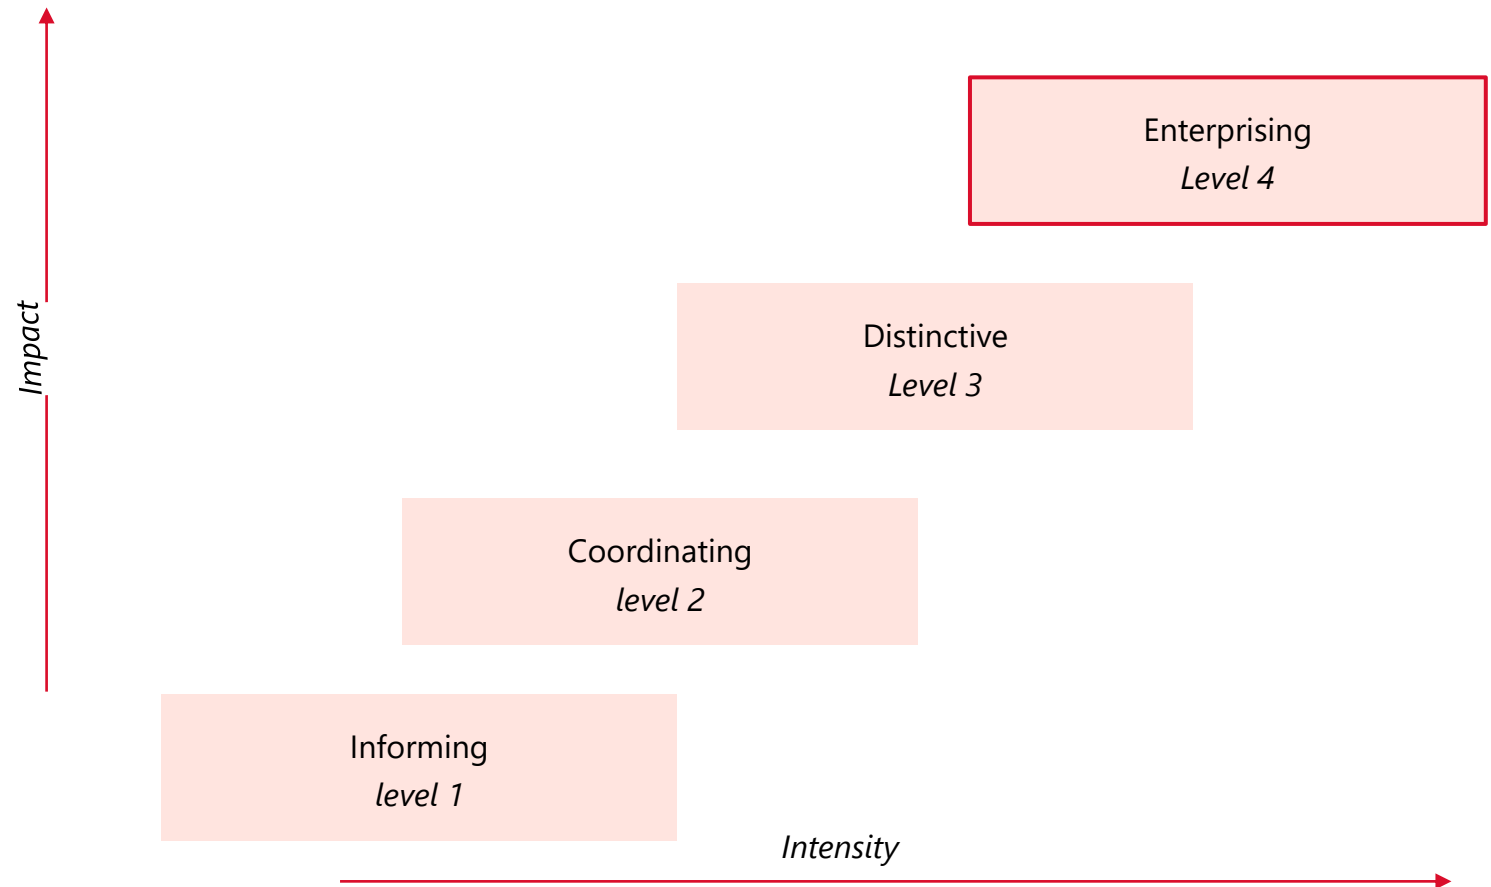 Enterprising
Level 4
Distinctive
Level 3
Impact
Coordinating
level 2
Informing
level 1
Intensity